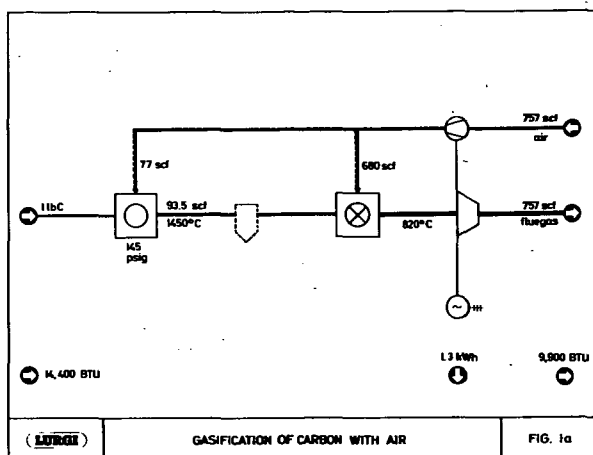 757 scf
air
77 scf
680 scf
1 lb C
93.5 scf
1450°C
820°C
757 scf
fluegas
145
psig
14,400 BTU
1.3 kWh
9,900 BTU
(LURGI)
GASIFICATION OF CARBON WITH AIR
FIG. 1a